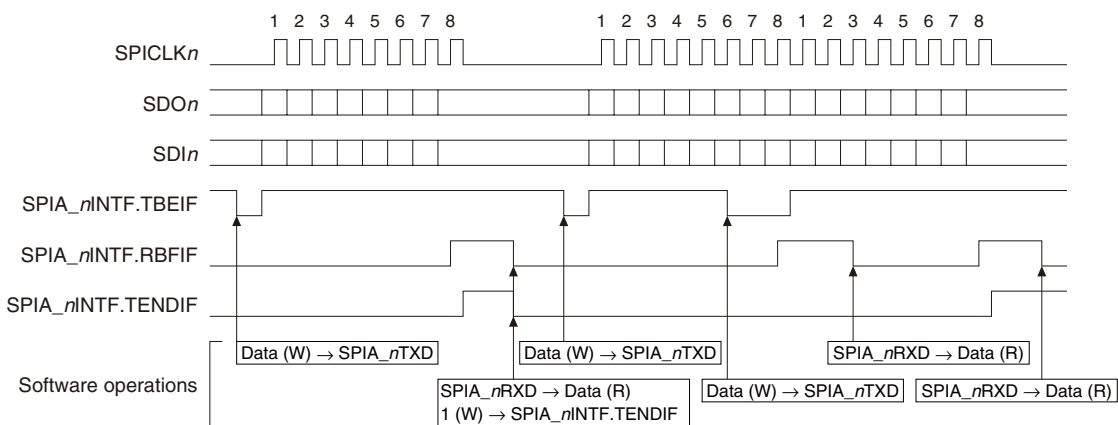 1 2 3 4 5 6 7 8 1 2 3 4 5 6 7 8 1 2 3 4 5 6 7 8
SPICLKn
SDOn
SDIn
SPIA_nINTF.TBEIF
SPIA_nINTF.RBFIF
SPIA_nINTF.TENDIF
Software operations
Data (W) → SPIA_nTXD
SPIA_nRXD → Data (R)
1 (W) → SPIA_nINTF.TENDIF
Data (W) → SPIA_nTXD
Data (W) → SPIA_nTXD
SPIA_nRXD → Data (R)
SPIA_nRXD → Data (R)